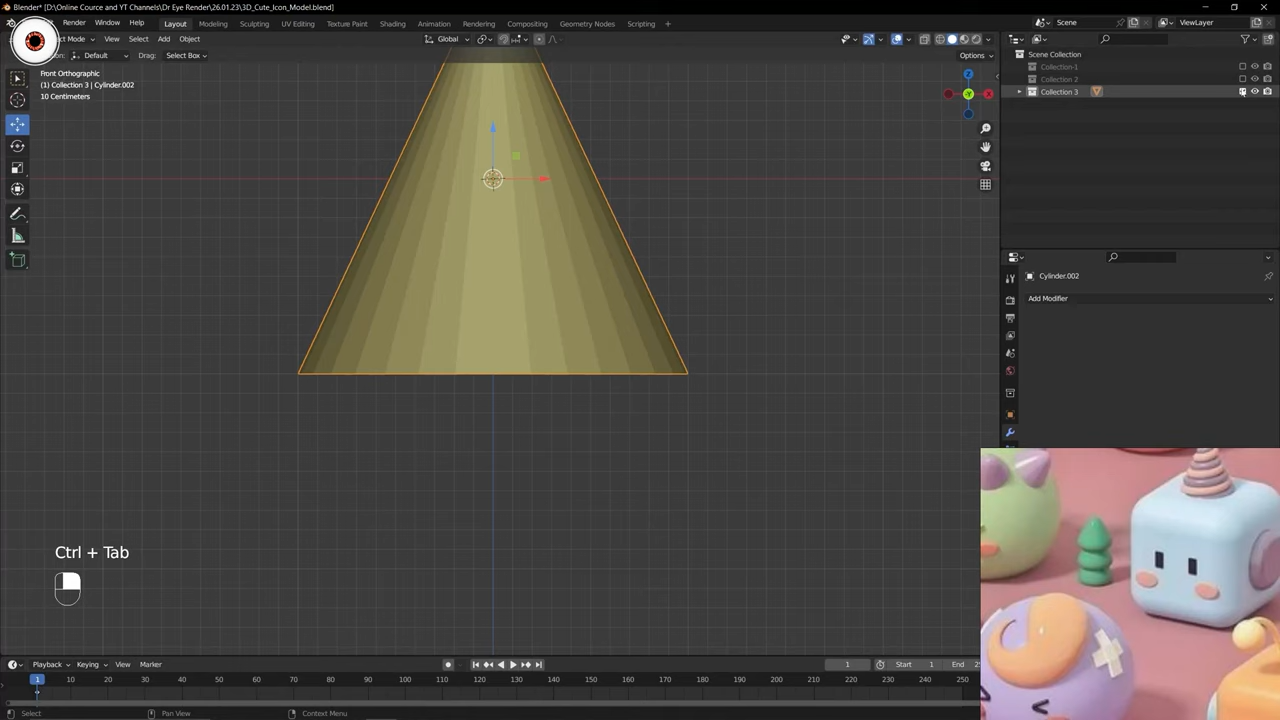 Blender* [D:\Online Cource and YT Channels\Dr Eye Render\26.01.23\3D_Cute_Icon_Model.blend]
Render Window Help Layout Modeling Sculpting UV Editing Texture Paint Shading Animation Rendering Compositing Geometry Nodes Scripting + Scene ViewLayer
Mode View Select Add Object Global
Default Drag: Select Box Options
Front Orthographic
(1) Collection 3 | Cylinder.002
10 Centimeters
Z
Y
X
Scene Collection
Collection-1
Collection 2
Collection 3
Cylinder.002
Add Modifier
Ctrl + Tab
Playback Keying View Marker 1 Start 1 End
1 10 20 30 40 50 60 70 80 90 100 110 120 130 140 150 160 170 180 190 200 210 220 230 240 250
Select Pan View Context Menu